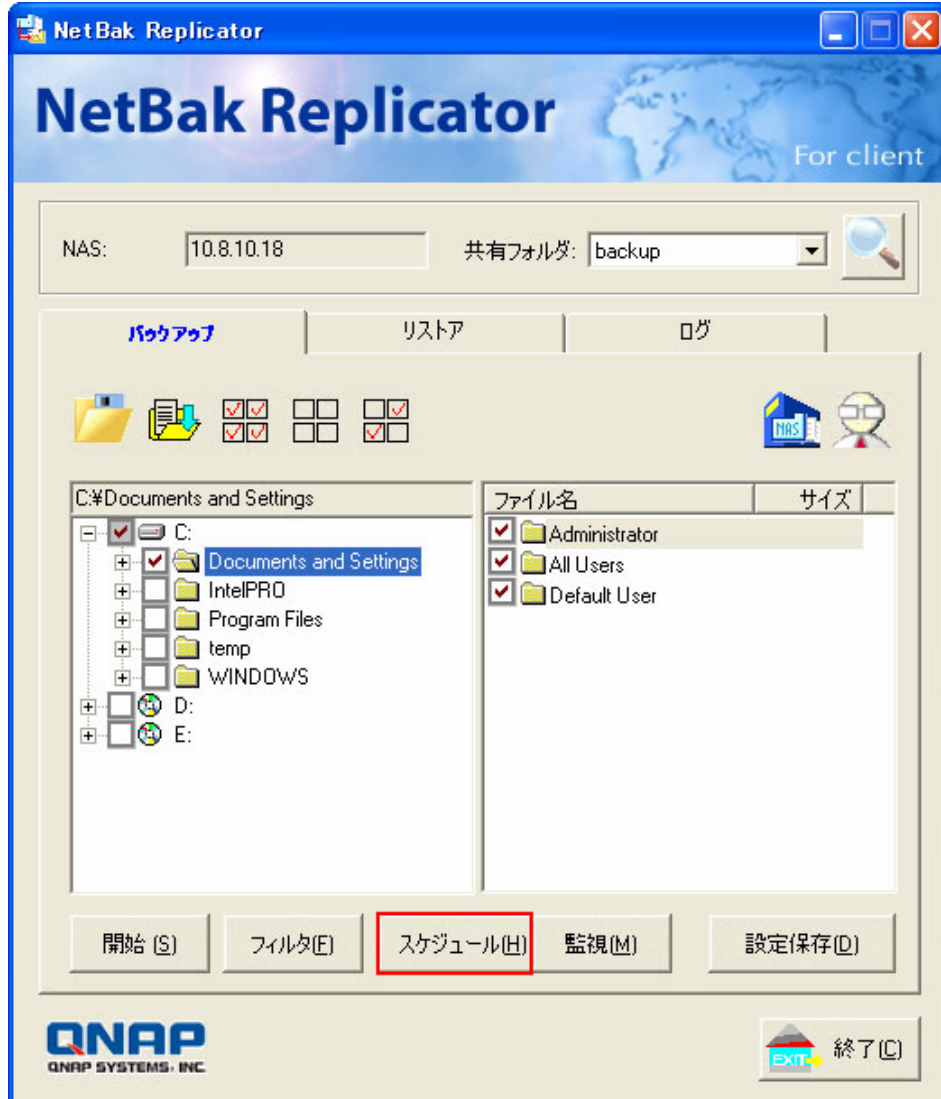 NetBak Replicator
NetBak Replicator
For client
NAS: 10.8.10.18 共有フォルダ: backup
バックアップ リストア ログ
NAS
C:¥Documents and Settings
ファイル名 サイズ
C:
Documents and Settings
IntelPRO
Program Files
temp
WINDOWS
D:
E:
Administrator
All Users
Default User
開始 (S) フィルタ(F) スケジュール(H) 監視(M) 設定保存(D)
QNAP
QNAP SYSTEMS, INC
EXIT 終了(C)